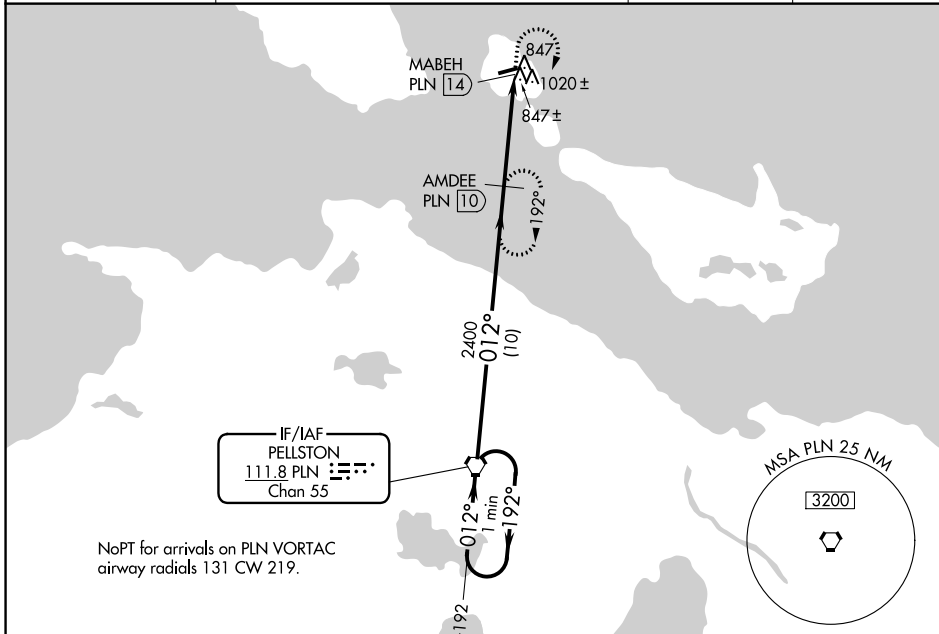 MABEH
PLN 14
847
1020 ±
847±
AMDEE
PLN 10
192°
2400
012°
(10)
IF/IAF
PELLSTON
111.8 PLN
Chan 55
012°
1 min
192°
192
NoPT for arrivals on PLN VORTAC
airway radials 131 CW 219.
MSA PLN 25 NM
3200